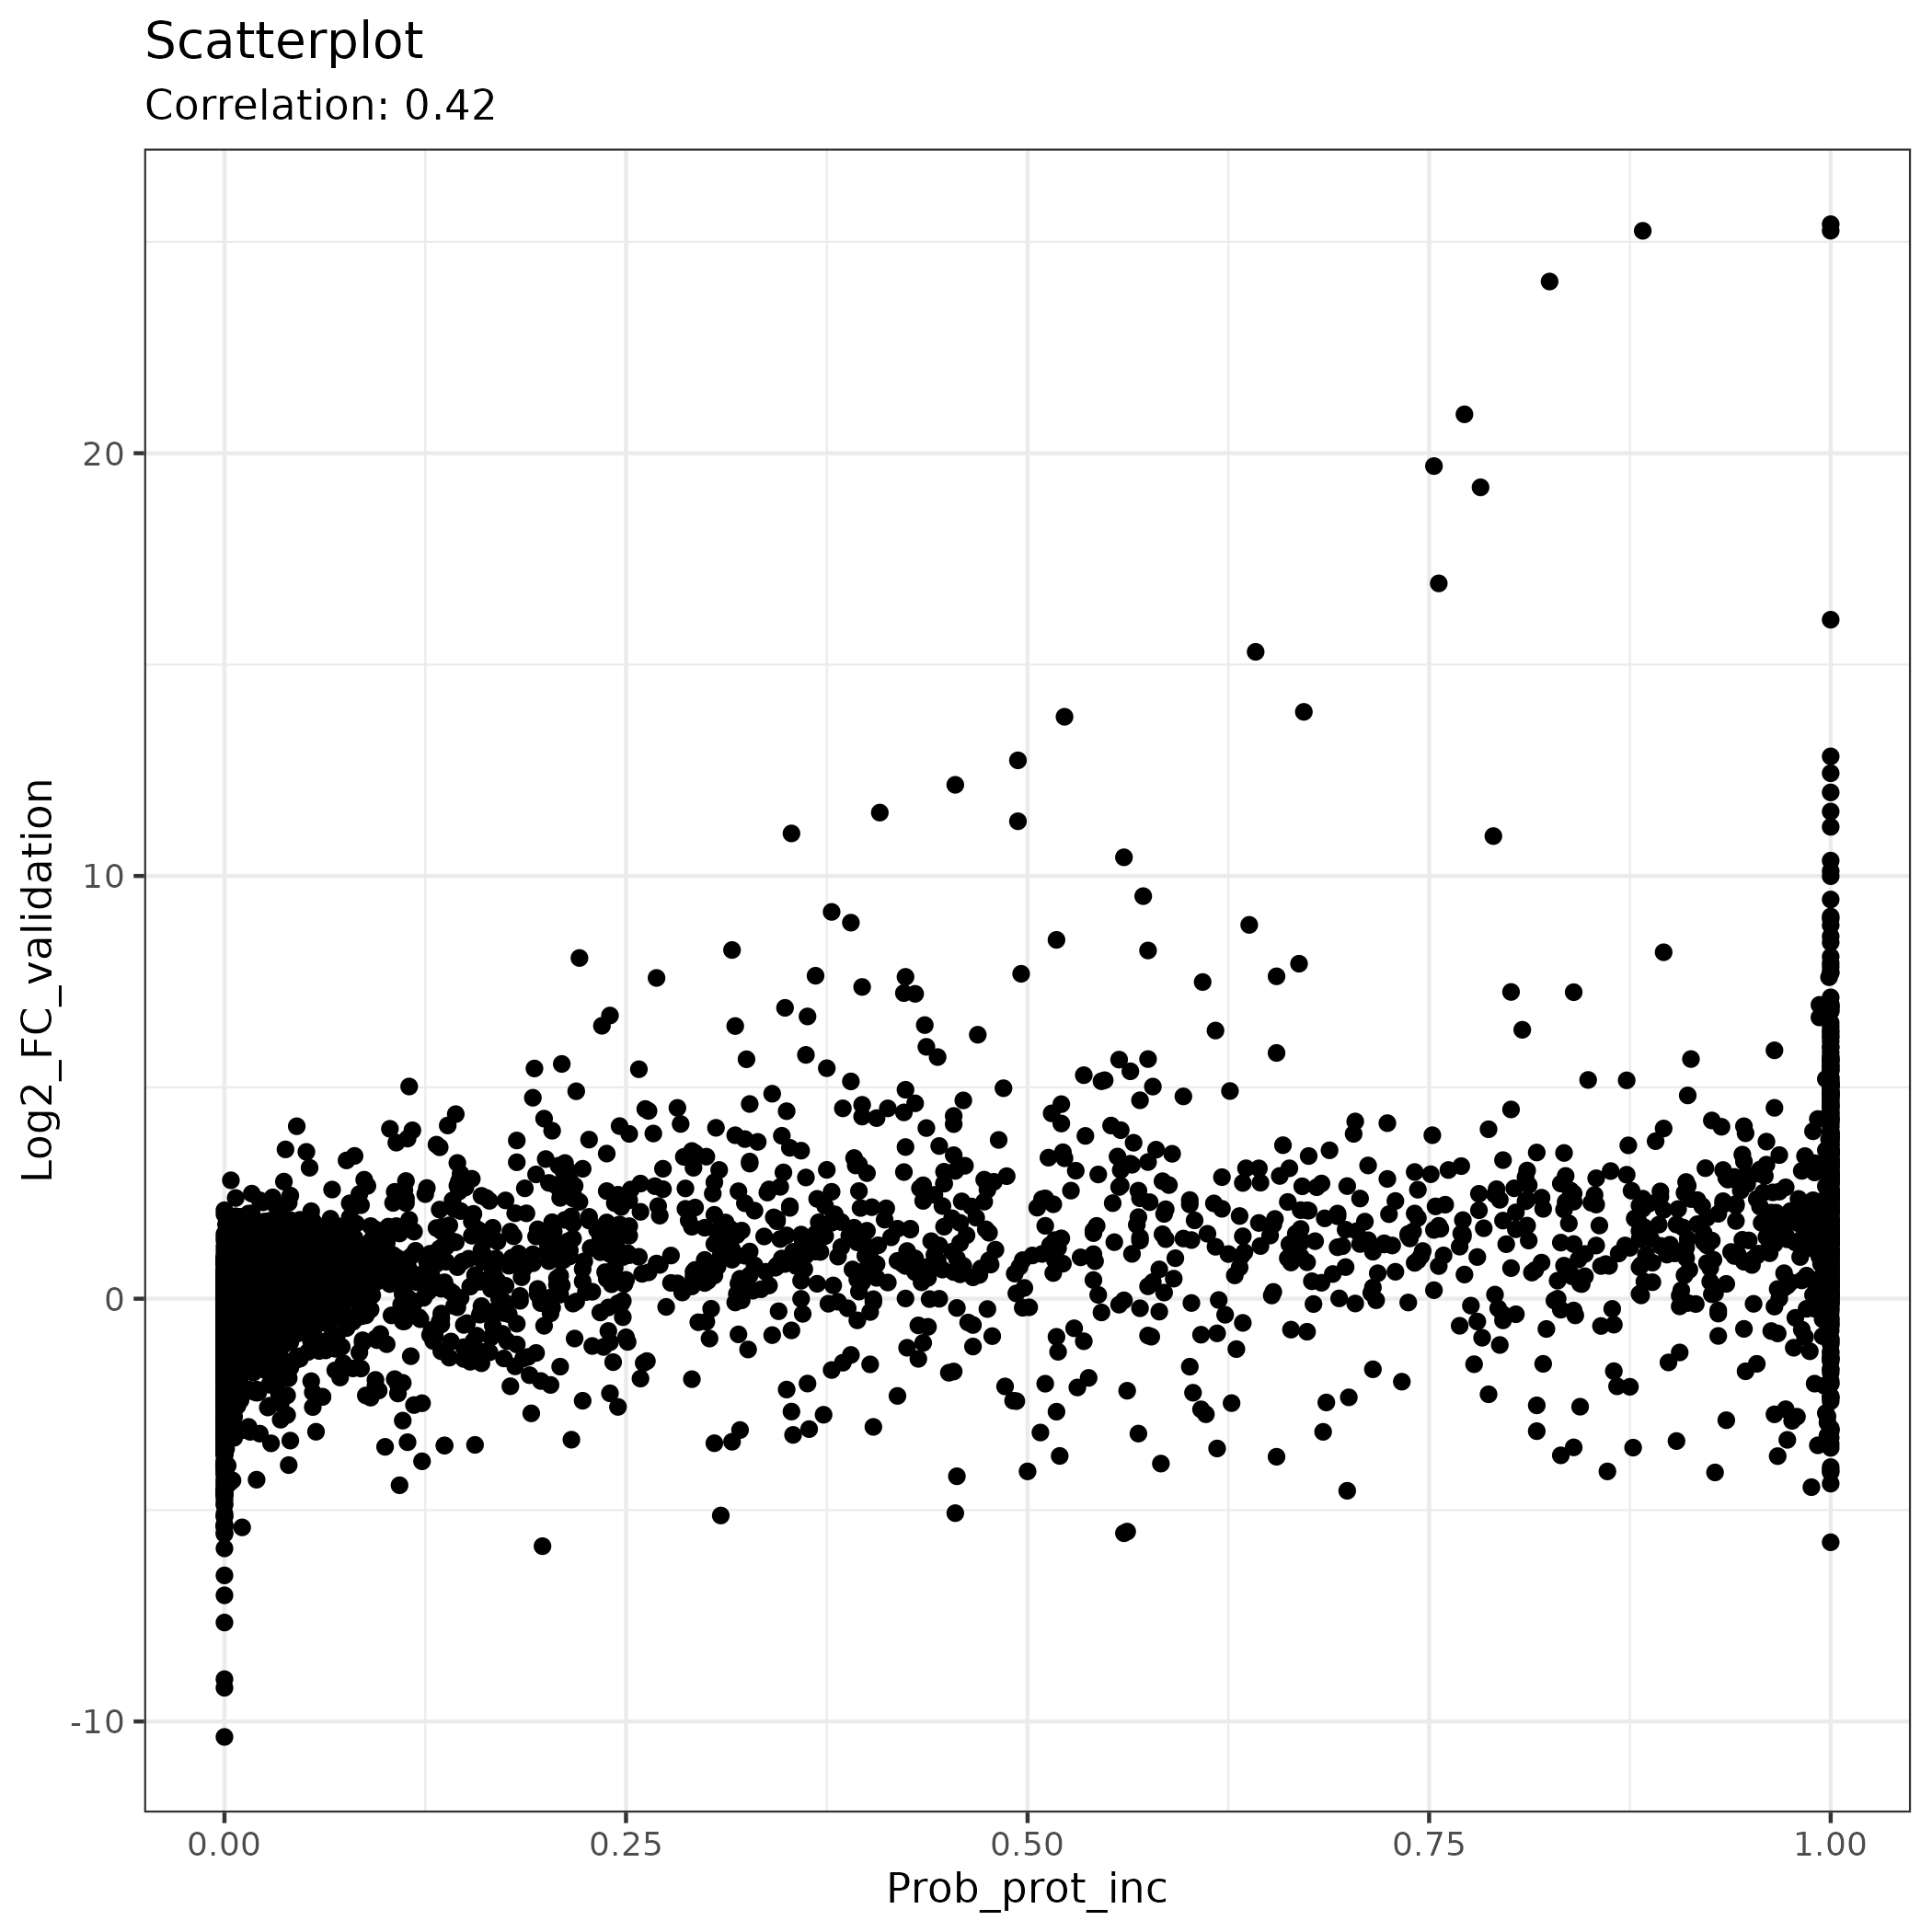 Scatterplot
Correlation: 0.42
Log2_FC_validation
20
10
0
-10
0.00 0.25 0.50 0.75 1.00
Prob_prot_inc